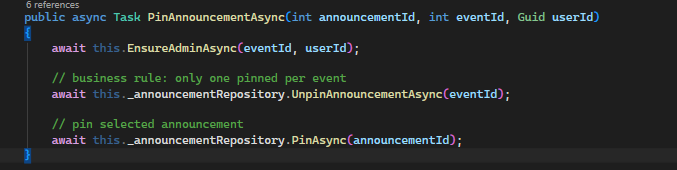 6 references
public async Task PinAnnouncementAsync(int announcementId, int eventId, Guid userId)
{
    await this.EnsureAdminAsync(eventId, userId);
    // business rule: only one pinned per event
    await this._announcementRepository.UnpinAnnouncementAsync(eventId);
    // pin selected announcement
    await this._announcementRepository.PinAsync(announcementId);
}